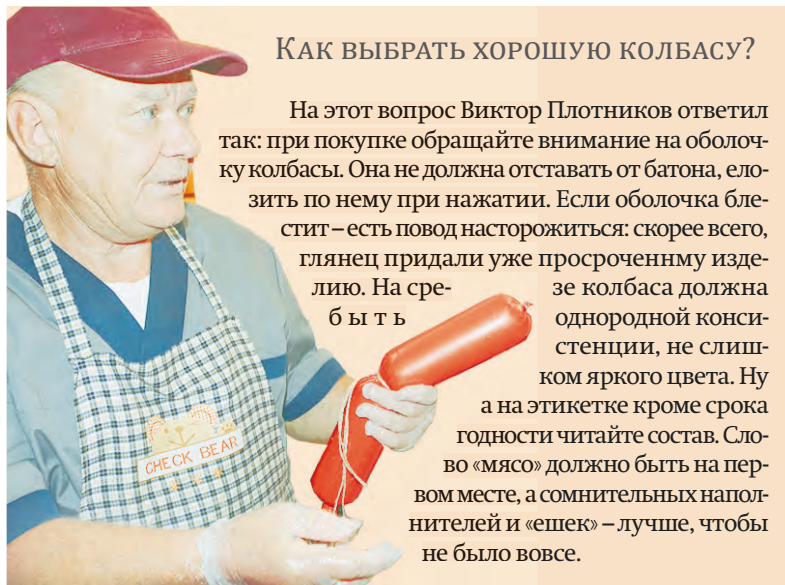 Как выбрать хорошую колбасу?
На этот вопрос Виктор Плотников ответил
так: при покупке обращайте внимание на оболоч-
ку колбасы. Она не должна отставать от батона, ело-
зить по нему при нажатии. Если оболочка бле-
стит – есть повод насторожиться: скорее всего,
глянец придали уже просроченнму изде-
лию. На сре- зе колбаса должна
быть однородной конси-
стенции, не слиш-
ком яркого цвета. Ну
а на этикетке кроме срока
годности читайте состав. Сло-
во «мясо» должно быть на пер-
вом месте, а сомнительных напол-
нителей и «ешек» – лучше, чтобы
не было вовсе.
CHECK BEAR